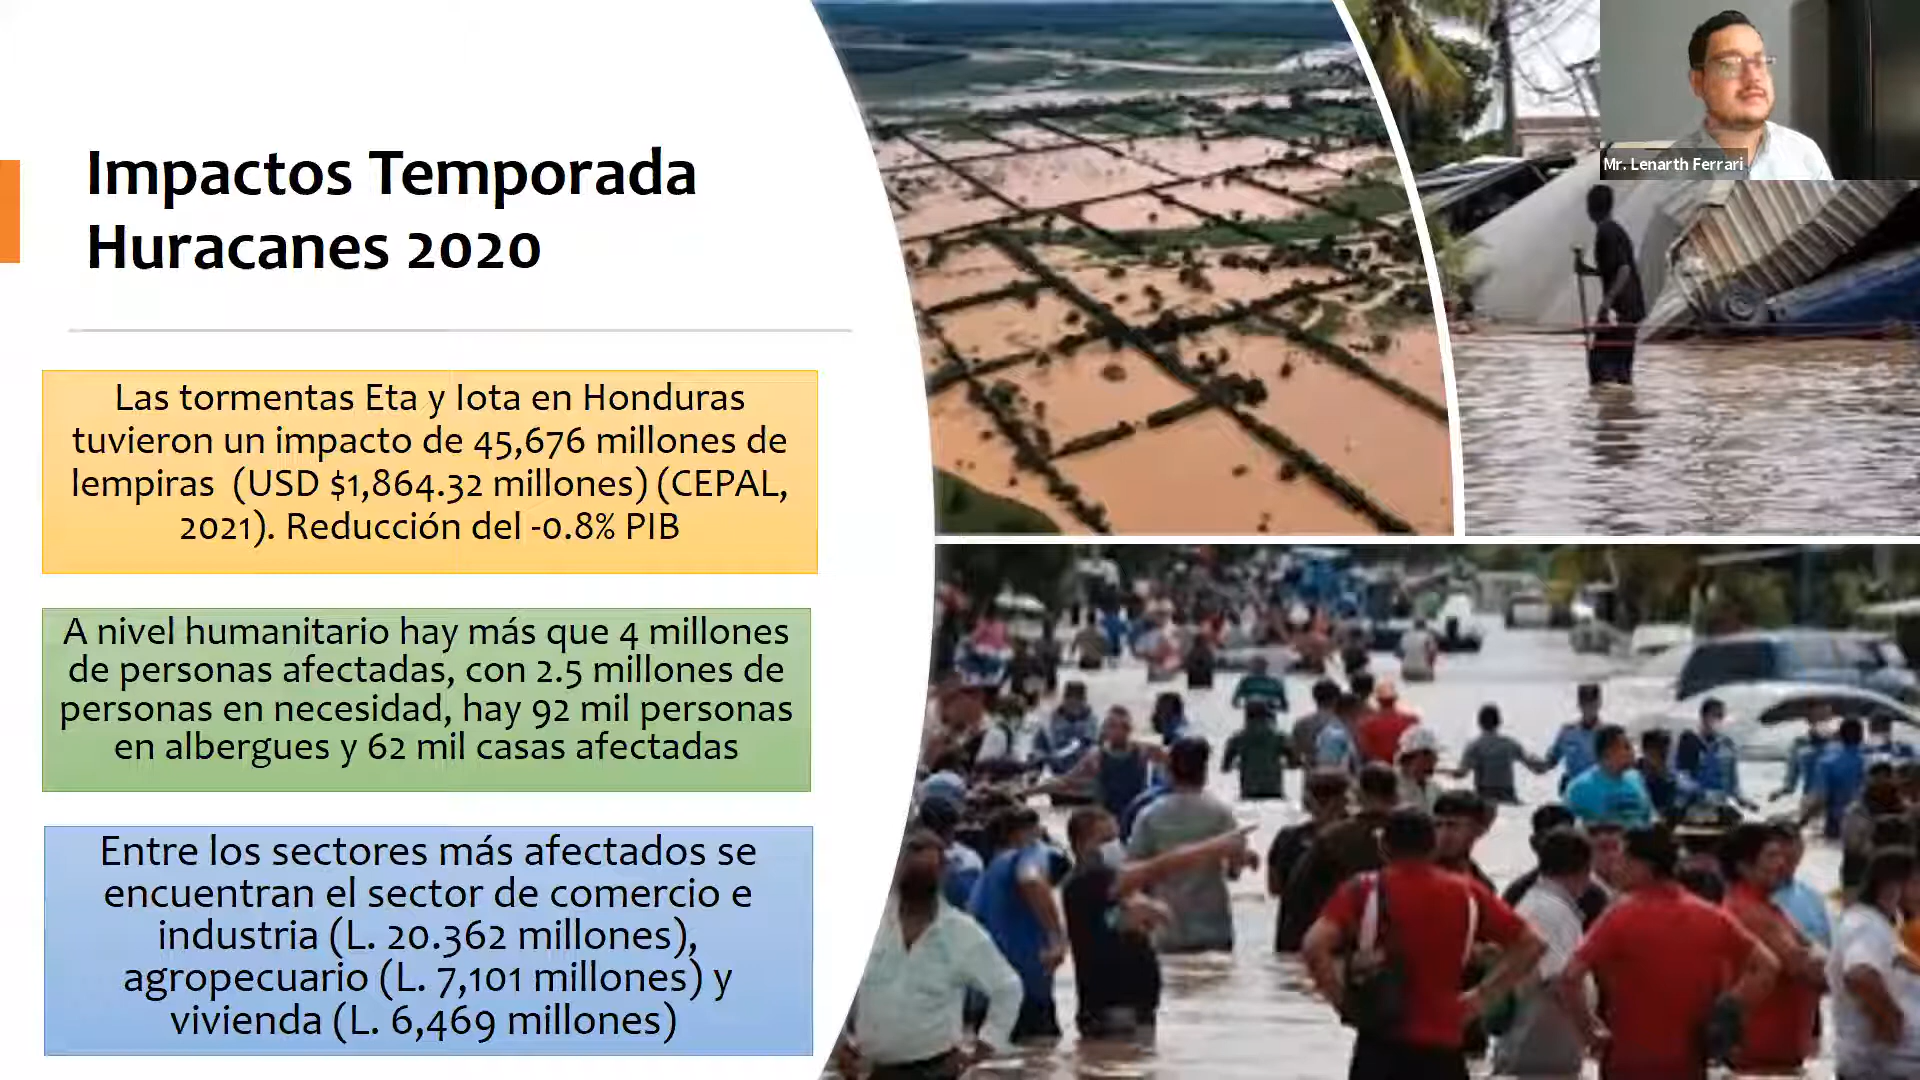 Impactos Temporada
Huracanes 2020
Las tormentas Eta y Iota en Honduras
tuvieron un impacto de 45,676 millones de
lempiras (USD $1,864.32 millones) (CEPAL,
2021). Reducción del -0.8% PIB
A nivel humanitario hay más que 4 millones
de personas afectadas, con 2.5 millones de
personas en necesidad, hay 92 mil personas
en albergues y 62 mil casas afectadas
Entre los sectores más afectados se
encuentran el sector de comercio e
industria (L. 20.362 millones),
agropecuario (L. 7,101 millones) y
vivienda (L. 6,469 millones)
Mr. Lenarth Ferrari